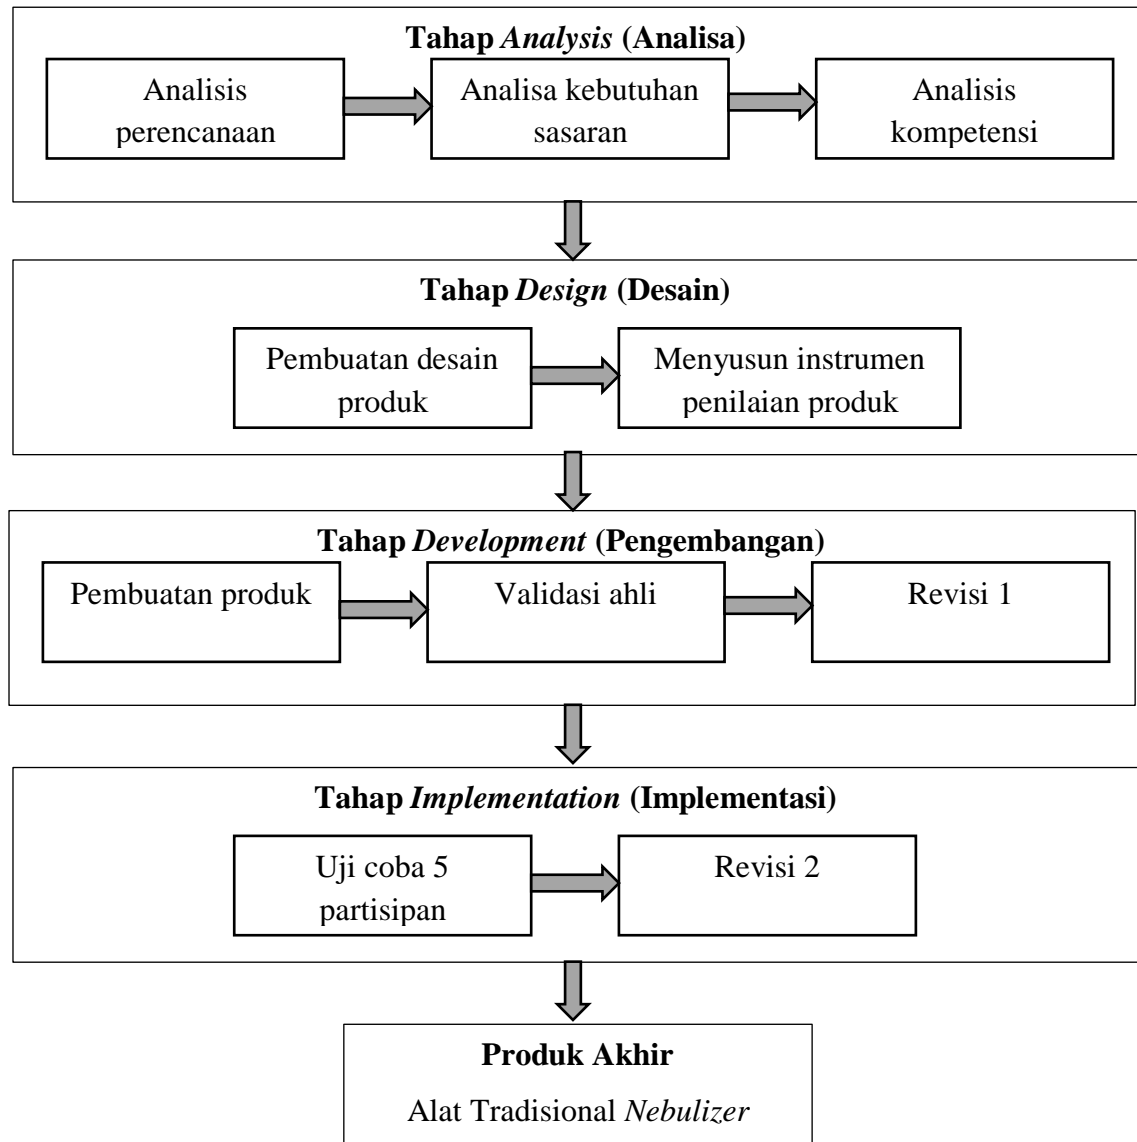 Tahap Analysis (Analisa)
Analisis
perencanaan
Analisa kebutuhan
sasaran
Analisis
kompetensi
Tahap Design (Desain)
Pembuatan desain
produk
Menyusun instrumen
penilaian produk
Tahap Development (Pengembangan)
Pembuatan produk
Validasi ahli
Revisi 1
Tahap Implementation (Implementasi)
Uji coba 5
partisipan
Revisi 2
Produk Akhir
Alat Tradisional Nebulizer